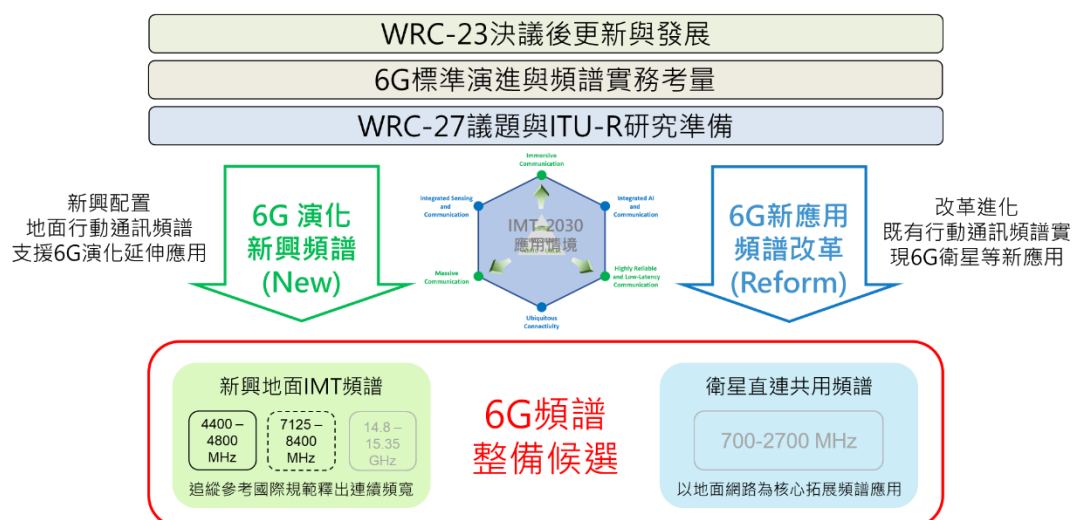 WRC-23決議後更新與發展
6G標準演進與頻譜實務考量
WRC-27議題與ITU-R研究準備
新興配置
地面行動通訊頻譜
支援6G演化延伸應用
6G 演化
新興頻譜
(New)
Immersive
Communication
Integrated Sensing
and
Communication
Integrated AI
and
Communication
IMT-2030
應用情境
Massive
Communication
Highly Reliable
and Low-Latency
Communication
Ubiquitous
Connectivity
6G新應用
頻譜改革
(Reform)
改革進化
既有行動通訊頻譜實
現6G衛星等新應用
新興地面IMT頻譜
4400 –
4800
MHz
7125 –
8400
MHz
14.8 –
15.35
GHz
追縱參考國際規範釋出連續頻寬
6G頻譜
整備候選
衛星直連共用頻譜
700-2700 MHz
以地面網路為核心拓展頻譜應用